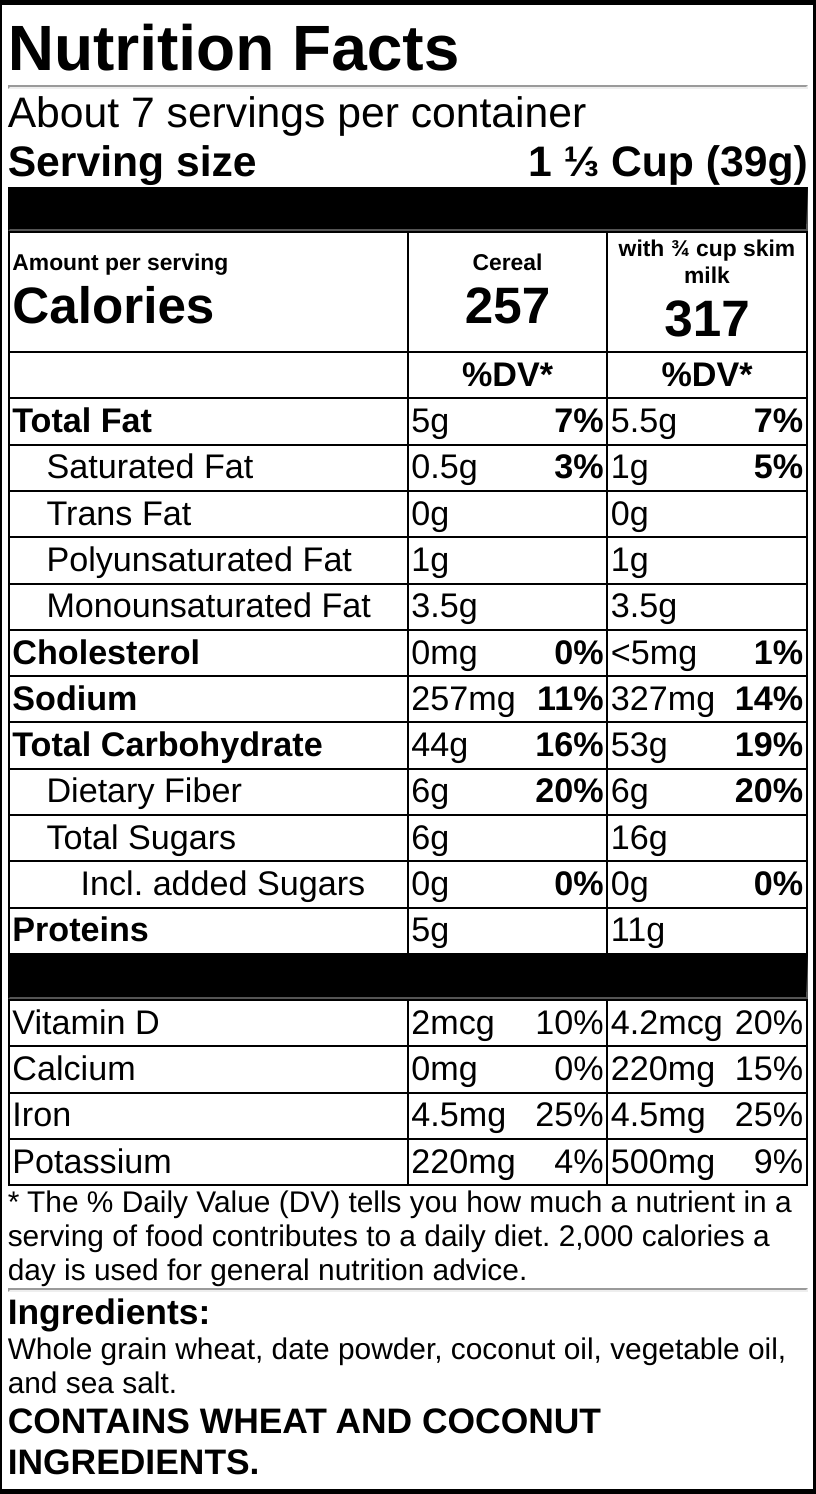 Nutrition Facts
About 7 servings per container
Serving size 1 ⅓ Cup (39g)
Amount per serving Cereal with ¾ cup skim milk
Calories 257 317
%DV* %DV*
Total Fat 5g 7% 5.5g 7%
Saturated Fat 0.5g 3% 1g 5%
Trans Fat 0g 0g
Polyunsaturated Fat 1g 1g
Monounsaturated Fat 3.5g 3.5g
Cholesterol 0mg 0% <5mg 1%
Sodium 257mg 11% 327mg 14%
Total Carbohydrate 44g 16% 53g 19%
Dietary Fiber 6g 20% 6g 20%
Total Sugars 6g 16g
Incl. added Sugars 0g 0% 0g 0%
Proteins 5g 11g
Vitamin D 2mcg 10% 4.2mcg 20%
Calcium 0mg 0% 220mg 15%
Iron 4.5mg 25% 4.5mg 25%
Potassium 220mg 4% 500mg 9%
* The % Daily Value (DV) tells you how much a nutrient in a
serving of food contributes to a daily diet. 2,000 calories a
day is used for general nutrition advice.
Ingredients:
Whole grain wheat, date powder, coconut oil, vegetable oil,
and sea salt.
CONTAINS WHEAT AND COCONUT
INGREDIENTS.